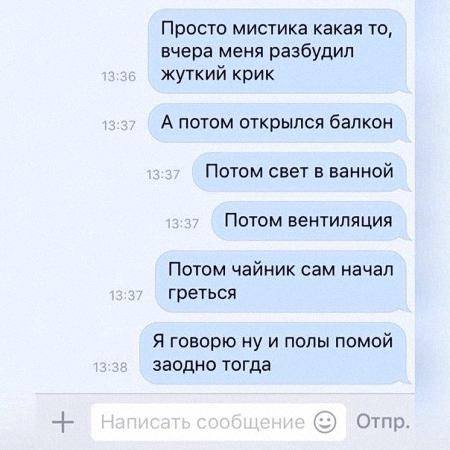 Просто мистика какая то,
вчера меня разбудил
жуткий крик
13:36
А потом открылся балкон
13:37
Потом свет в ванной
13:37
Потом вентиляция
13:37
Потом чайник сам начал
греться
13:37
Я говорю ну и полы помой
заодно тогда
13:38
Написать сообщение
Отпр.